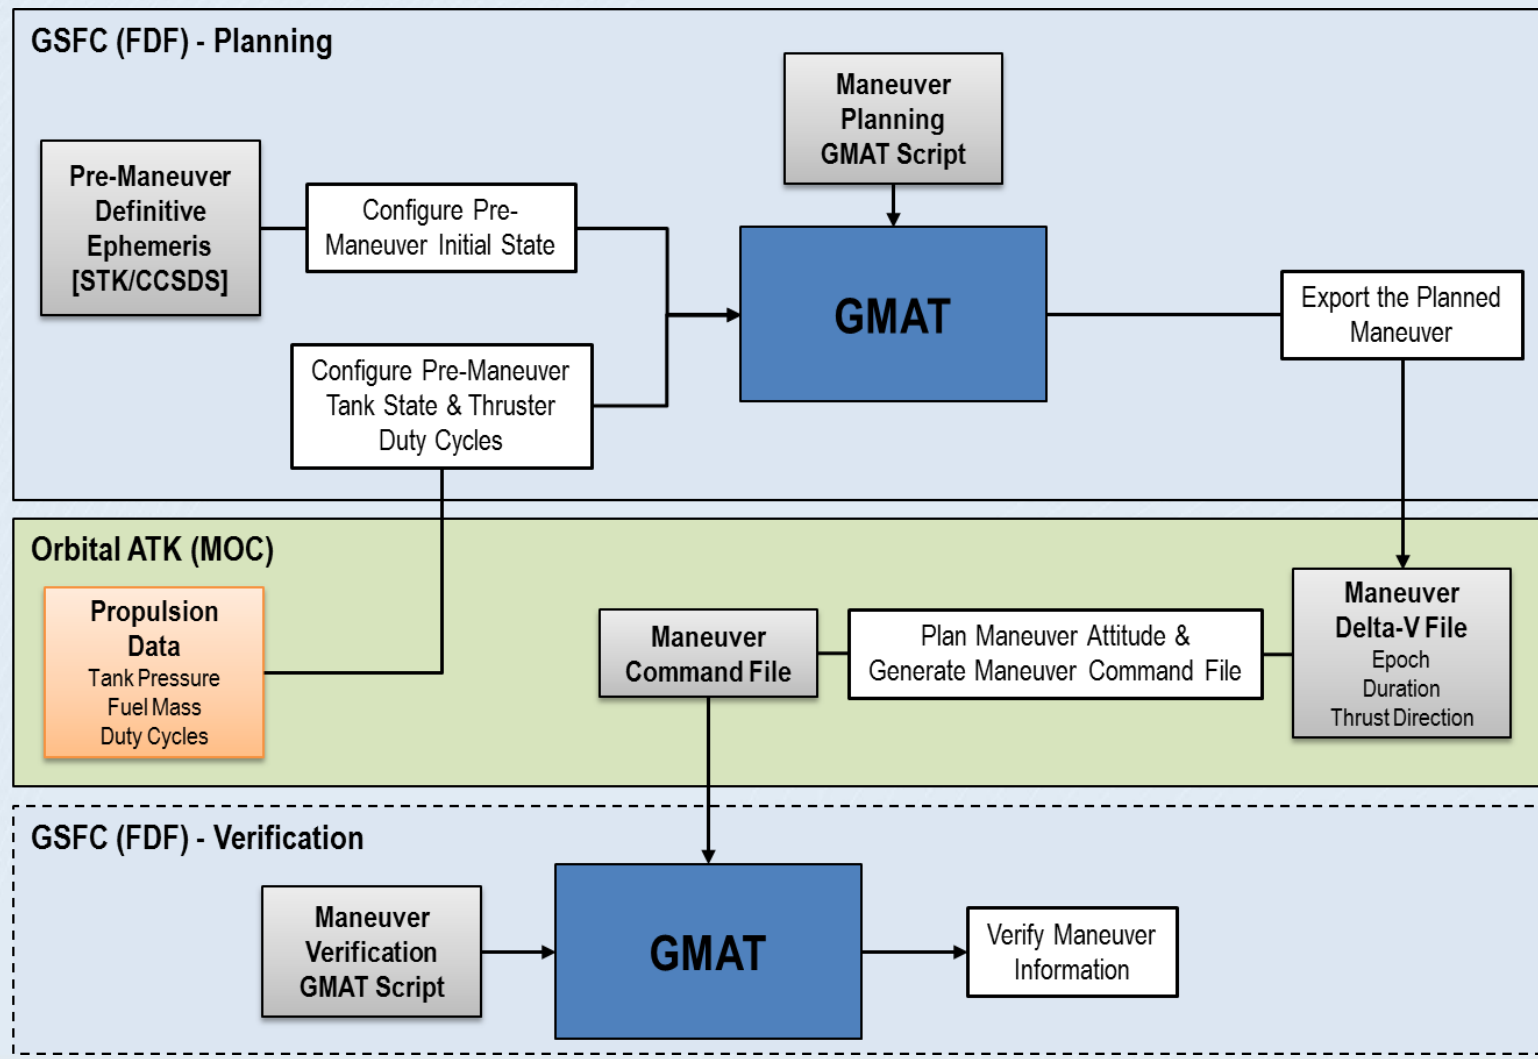 GSFC (FDF) - Planning
Maneuver
Planning
GMAT Script
Pre-Maneuver
Definitive
Ephemeris
[STK/CCSDS]
Configure Pre-
Maneuver Initial State
GMAT
Export the Planned
Maneuver
Configure Pre-Maneuver
Tank State & Thruster
Duty Cycles
Orbital ATK (MOC)
Propulsion
Data
Tank Pressure
Fuel Mass
Duty Cycles
Maneuver
Command File
Plan Maneuver Attitude &
Generate Maneuver Command File
Maneuver
Delta-V File
Epoch
Duration
Thrust Direction
GSFC (FDF) - Verification
Maneuver
Verification
GMAT Script
GMAT
Verify Maneuver
Information